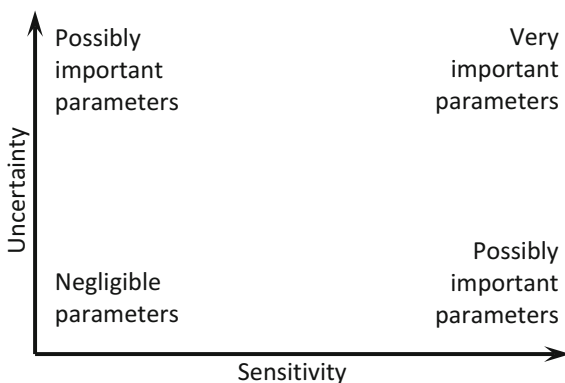 Possibly
important
parameters
Very
important
parameters
Uncertainty
Negligible
parameters
Possibly
important
parameters
Sensitivity